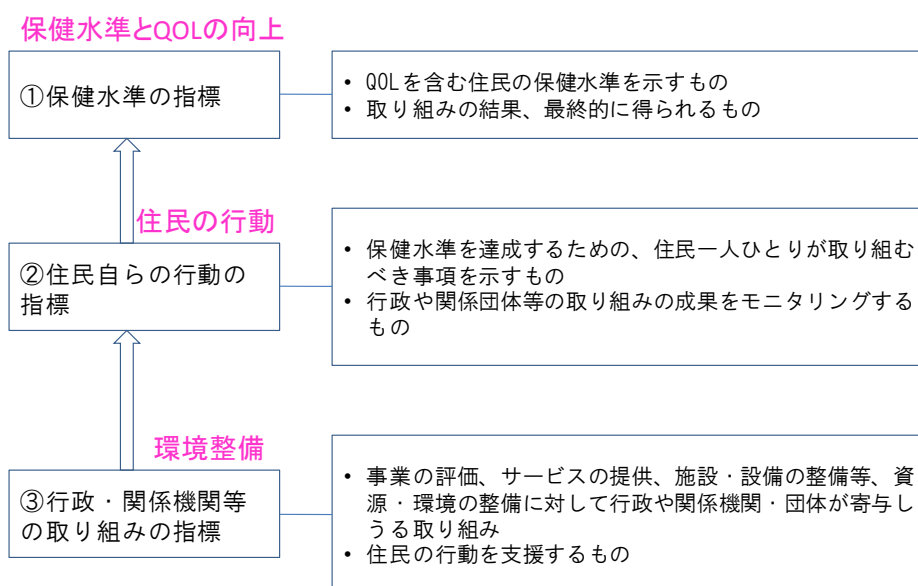 保健水準とQOLの向上
①保健水準の指標
• QOLを含む住民の保健水準を示すもの
• 取り組みの結果、最終的に得られるもの
住民の行動
②住民自らの行動の
指標
• 保健水準を達成するための、住民一人ひとりが取り組む
べき事項を示すもの
• 行政や関係団体等の取り組みの成果をモニタリングする
もの
環境整備
③行政・関係機関等
の取り組みの指標
• 事業の評価、サービスの提供、施設・設備の整備等、資
源・環境の整備に対して行政や関係機関・団体が寄与し
うる取り組み
• 住民の行動を支援するもの